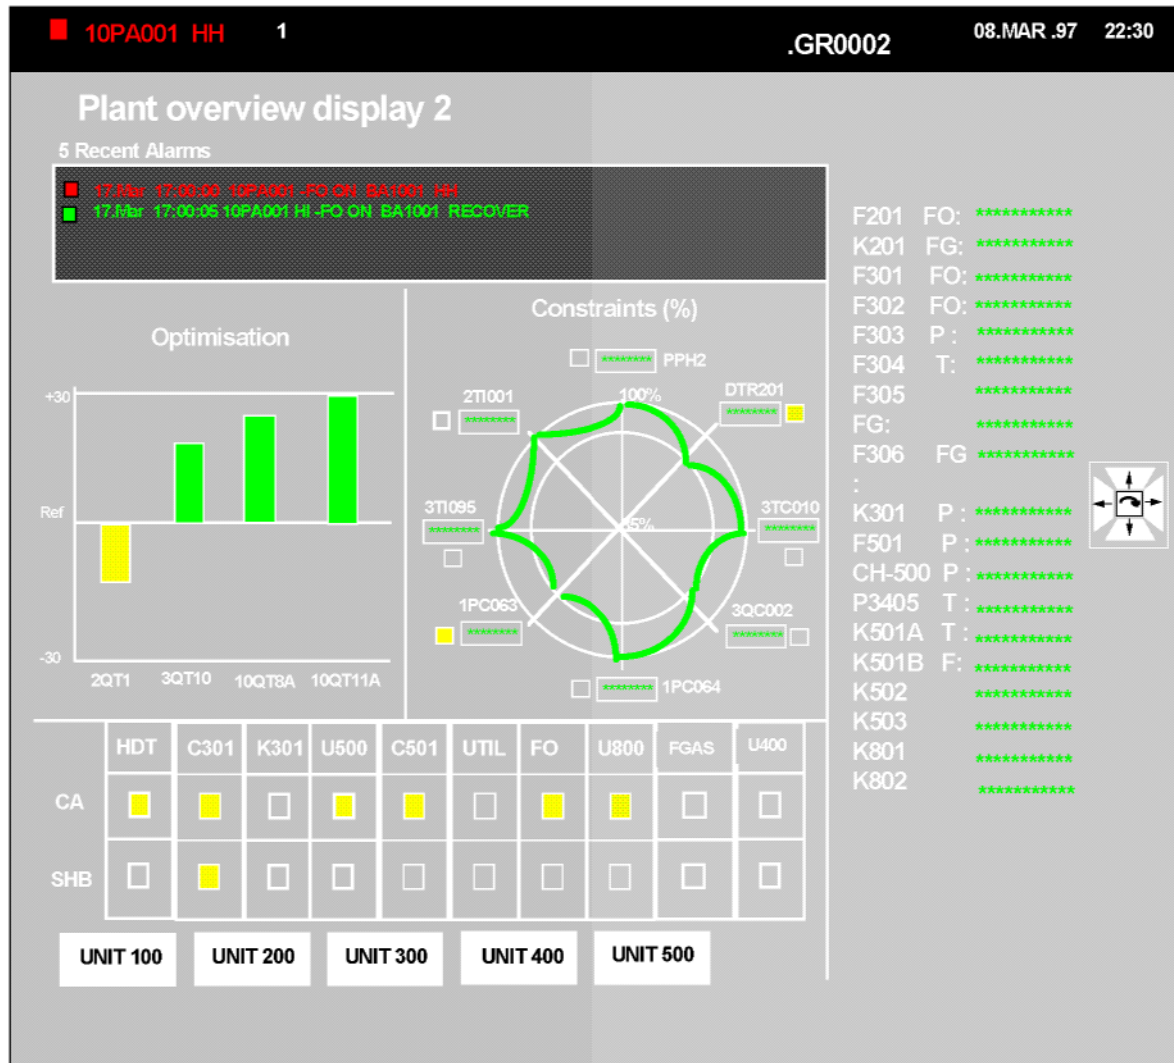 10PA001 HH 1 .GR0002 08.MAR .97 22:30
Plant overview display 2
5 Recent Alarms
17.Mar 17:00:00 10PA001 -FO ON BA1001 HH
17.Mar 17:00:05 10PA001 HI -FO ON BA1001 RECOVER
Optimisation
+30
Ref
-30
2QT1 3QT10 10QT8A 10QT11A
Constraints (%)
******** PPH2
2TI001 100% DTR201
******** ********
3TI095 85% 3TC010
******** ********
1PC063 3QC002
******** ********
******** 1PC064
HDT C301 K301 U500 C501 UTIL FO U800 FGAS U400
CA
SHB
UNIT 100 UNIT 200 UNIT 300 UNIT 400 UNIT 500
F201 FO: ***********
K201 FG: ***********
F301 FO: ***********
F302 FO: ***********
F303 P : ***********
F304 T: ***********
F305 ***********
FG: ***********
F306 FG ***********
:
K301 P : ***********
F501 P : ***********
CH-500 P : ***********
P3405 T : ***********
K501A T : ***********
K501B F: ***********
K502 ***********
K503 ***********
K801 ***********
K802 ***********